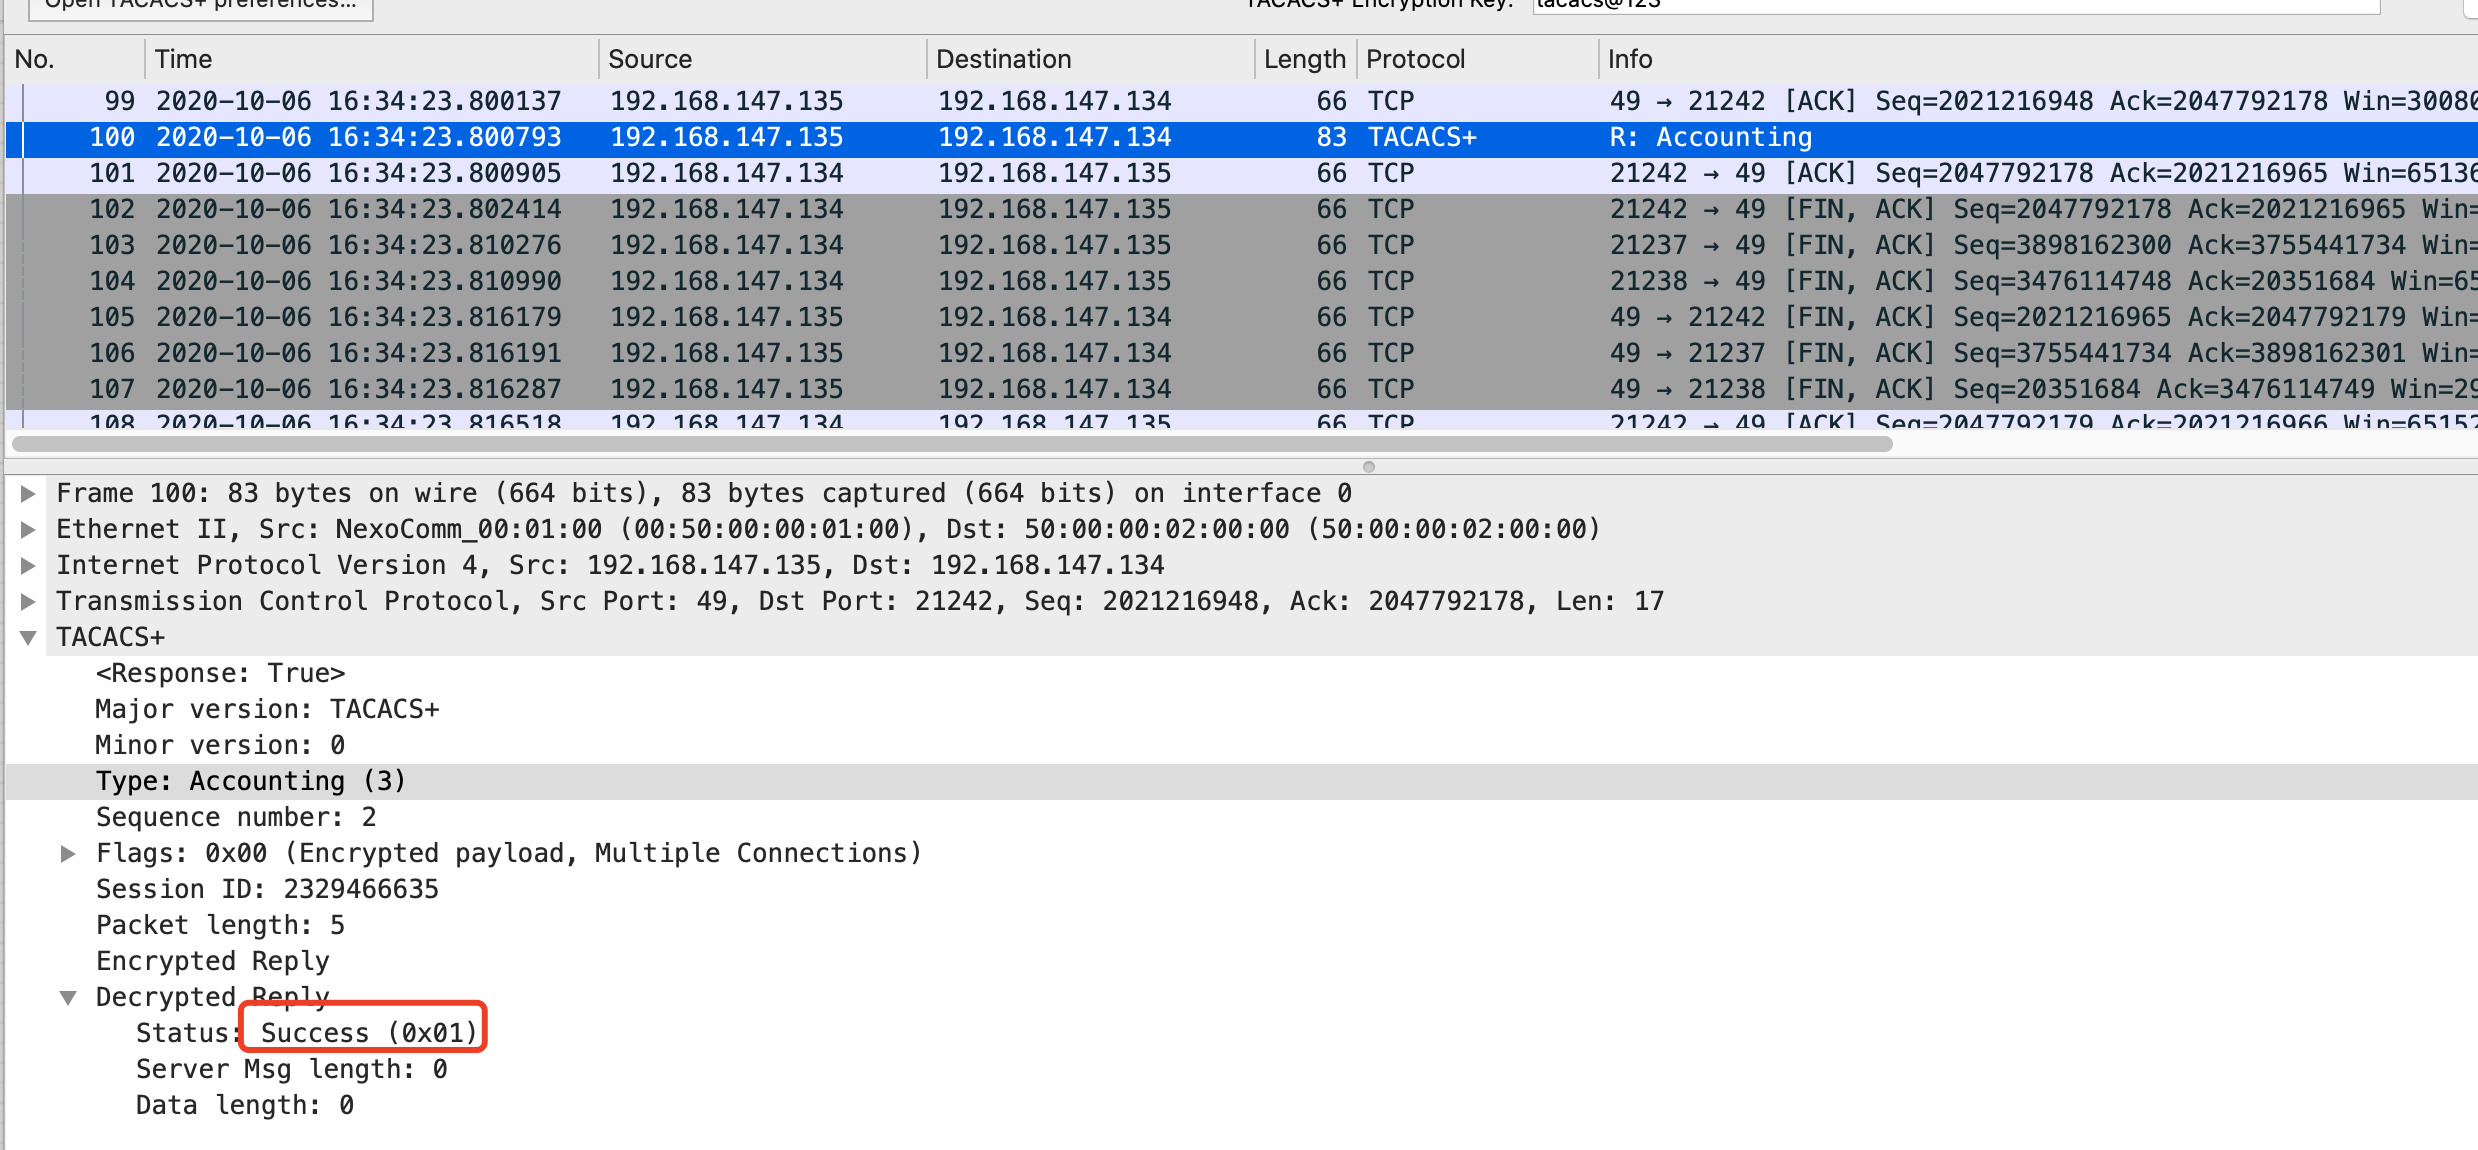 Open TACACS+ preferences... TACACS+ Encryption Key: tacacs@123
No. Time Source Destination Length Protocol Info
99 2020-10-06 16:34:23.800137 192.168.147.135 192.168.147.134 66 TCP 49 → 21242 [ACK] Seq=2021216948 Ack=2047792178 Win=30080
100 2020-10-06 16:34:23.800793 192.168.147.135 192.168.147.134 83 TACACS+ R: Accounting
101 2020-10-06 16:34:23.800905 192.168.147.134 192.168.147.135 66 TCP 21242 → 49 [ACK] Seq=2047792178 Ack=2021216965 Win=65136
102 2020-10-06 16:34:23.802414 192.168.147.134 192.168.147.135 66 TCP 21242 → 49 [FIN, ACK] Seq=2047792178 Ack=2021216965 Win=
103 2020-10-06 16:34:23.810276 192.168.147.134 192.168.147.135 66 TCP 21237 → 49 [FIN, ACK] Seq=3898162300 Ack=3755441734 Win=
104 2020-10-06 16:34:23.810990 192.168.147.134 192.168.147.135 66 TCP 21238 → 49 [FIN, ACK] Seq=3476114748 Ack=20351684 Win=65
105 2020-10-06 16:34:23.816179 192.168.147.135 192.168.147.134 66 TCP 49 → 21242 [FIN, ACK] Seq=2021216965 Ack=2047792179 Win=
106 2020-10-06 16:34:23.816191 192.168.147.135 192.168.147.134 66 TCP 49 → 21237 [FIN, ACK] Seq=3755441734 Ack=3898162301 Win=
107 2020-10-06 16:34:23.816287 192.168.147.135 192.168.147.134 66 TCP 49 → 21238 [FIN, ACK] Seq=20351684 Ack=3476114749 Win=29
108 2020-10-06 16:34:23.816518 192.168.147.134 192.168.147.135 66 TCP 21242 → 49 [ACK] Seq=2047792179 Ack=2021216966 Win=65152
Frame 100: 83 bytes on wire (664 bits), 83 bytes captured (664 bits) on interface 0
Ethernet II, Src: NexoComm_00:01:00 (00:50:00:00:01:00), Dst: 50:00:00:02:00:00 (50:00:00:02:00:00)
Internet Protocol Version 4, Src: 192.168.147.135, Dst: 192.168.147.134
Transmission Control Protocol, Src Port: 49, Dst Port: 21242, Seq: 2021216948, Ack: 2047792178, Len: 17
TACACS+
<Response: True>
Major version: TACACS+
Minor version: 0
Type: Accounting (3)
Sequence number: 2
Flags: 0x00 (Encrypted payload, Multiple Connections)
Session ID: 2329466635
Packet length: 5
Encrypted Reply
Decrypted Reply
Status: Success (0x01)
Server Msg length: 0
Data length: 0